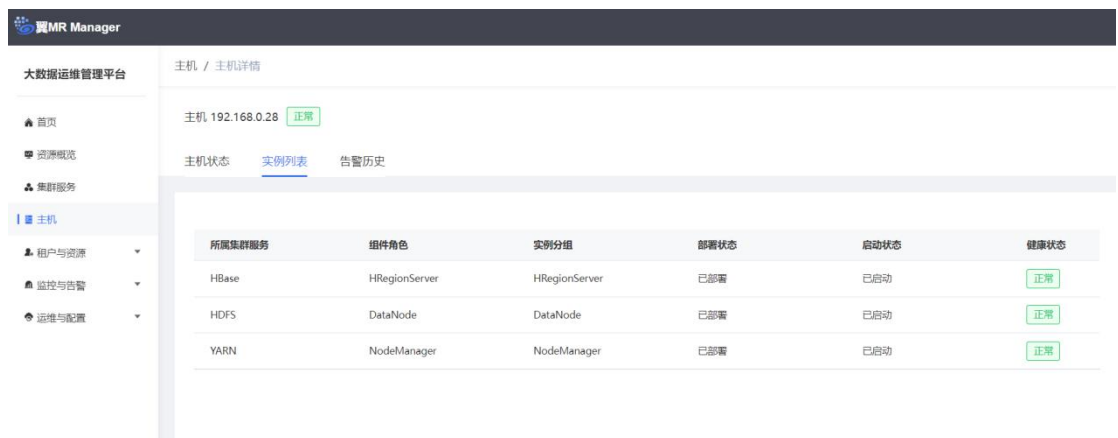 翼MR Manager
大数据运维管理平台
首页
资源概览
集群服务
主机
租户与资源
监控与告警
运维与配置
主机 / 主机详情
主机 192.168.0.28 正常
主机状态 实例列表 告警历史
所属集群服务 组件角色 实例分组 部署状态 启动状态 健康状态
HBase HRegionServer HRegionServer 已部署 已启动 正常
HDFS DataNode DataNode 已部署 已启动 正常
YARN NodeManager NodeManager 已部署 已启动 正常